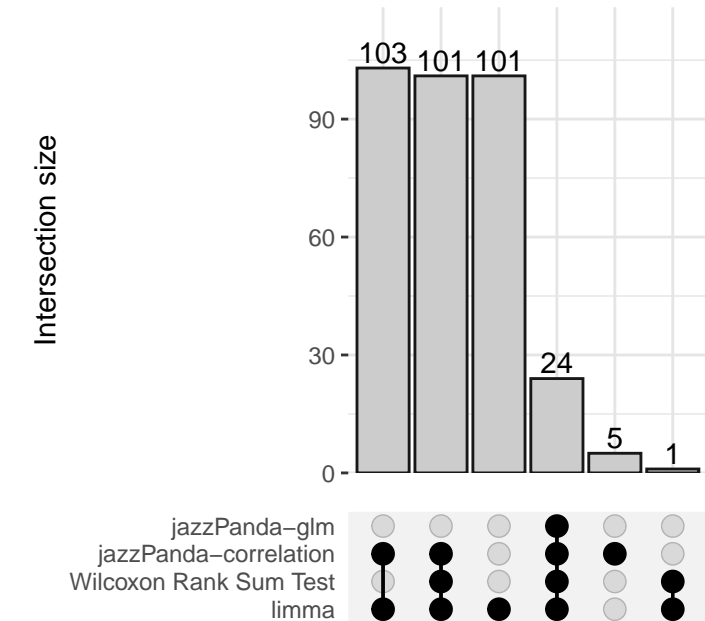 Intersection size
103 101 101
24
5
1
90
60
30
0
jazzPanda−glm
jazzPanda−correlation
Wilcoxon Rank Sum Test
limma